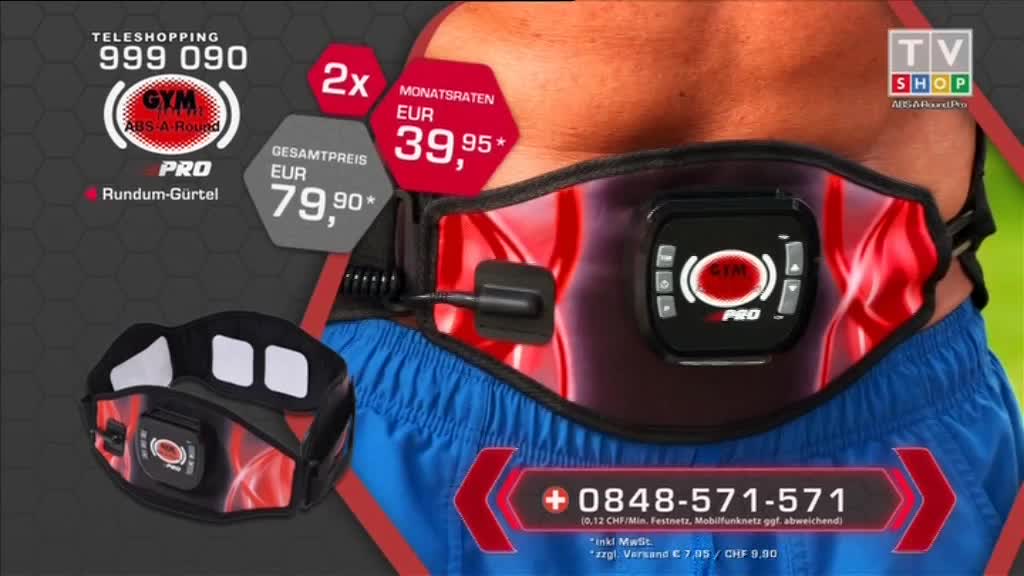 TELESHOPPING
999 090
GYM
ABS-A-Round
PRO
Rundum-Gürtel
2x
MONATSRATEN
EUR
39,95*
GESAMTPREIS
EUR
79,90*
TV
SHOP
ABS-A-Round.Pro
GYM
PRO
P
GYM
PRO
0848-571-571
(0,12 CHF/Min. Festnetz, Mobilfunknetz ggf. abweichend)
*inkl MwSt.
*zzgl. Versand € 7,95 / CHF 9,90